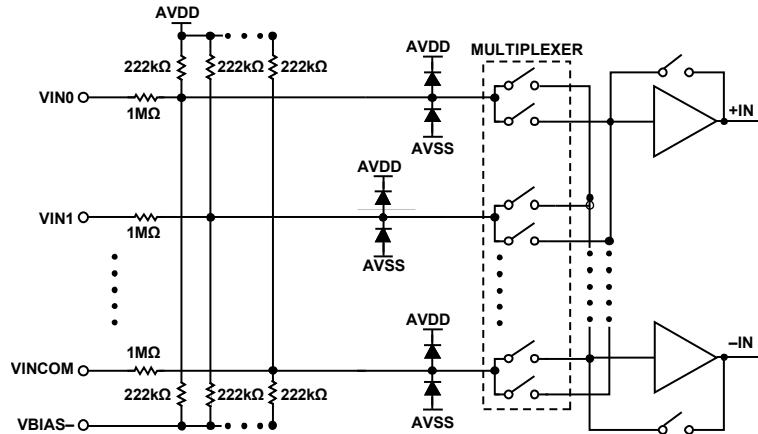 AVDD
222kΩ 222kΩ 222kΩ
AVDD
MULTIPLEXER
VIN0
1MΩ
+IN
AVSS
AVDD
VIN1
1MΩ
AVSS
AVDD
1MΩ
VINCOM
–IN
222kΩ 222kΩ 222kΩ
AVSS
VBIAS–